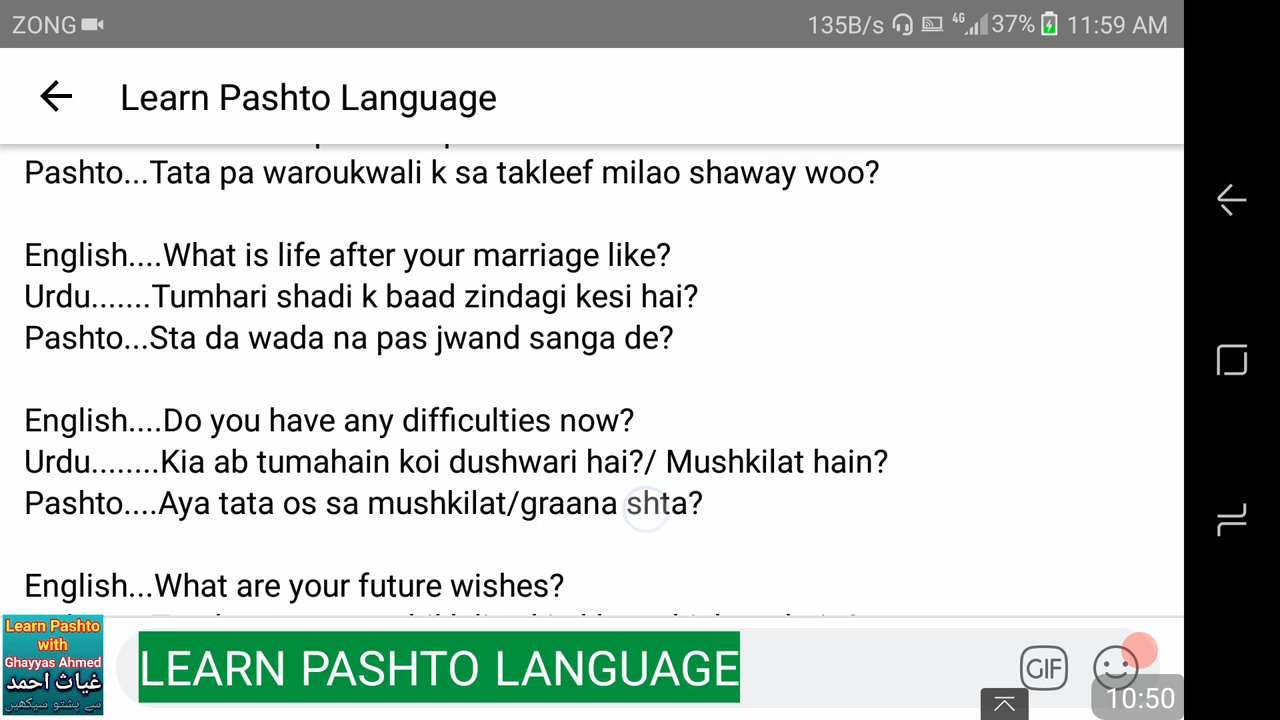 ZONG 135B/s 4G 37% 11:59 AM
Learn Pashto Language
Pashto...Tata pa waroukwali k sa takleef milao shaway woo?
English....What is life after your marriage like?
Urdu.......Tumhari shadi k baad zindagi kesi hai?
Pashto...Sta da wada na pas jwand sanga de?
English....Do you have any difficulties now?
Urdu........Kia ab tumahain koi dushwari hai?/ Mushkilat hain?
Pashto....Aya tata os sa mushkilat/graana shta?
English...What are your future wishes?
Learn Pashto
with
Ghayyas Ahmed
غیاث احمد
سے پشتو سیکھیں
LEARN PASHTO LANGUAGE
GIF
10:50